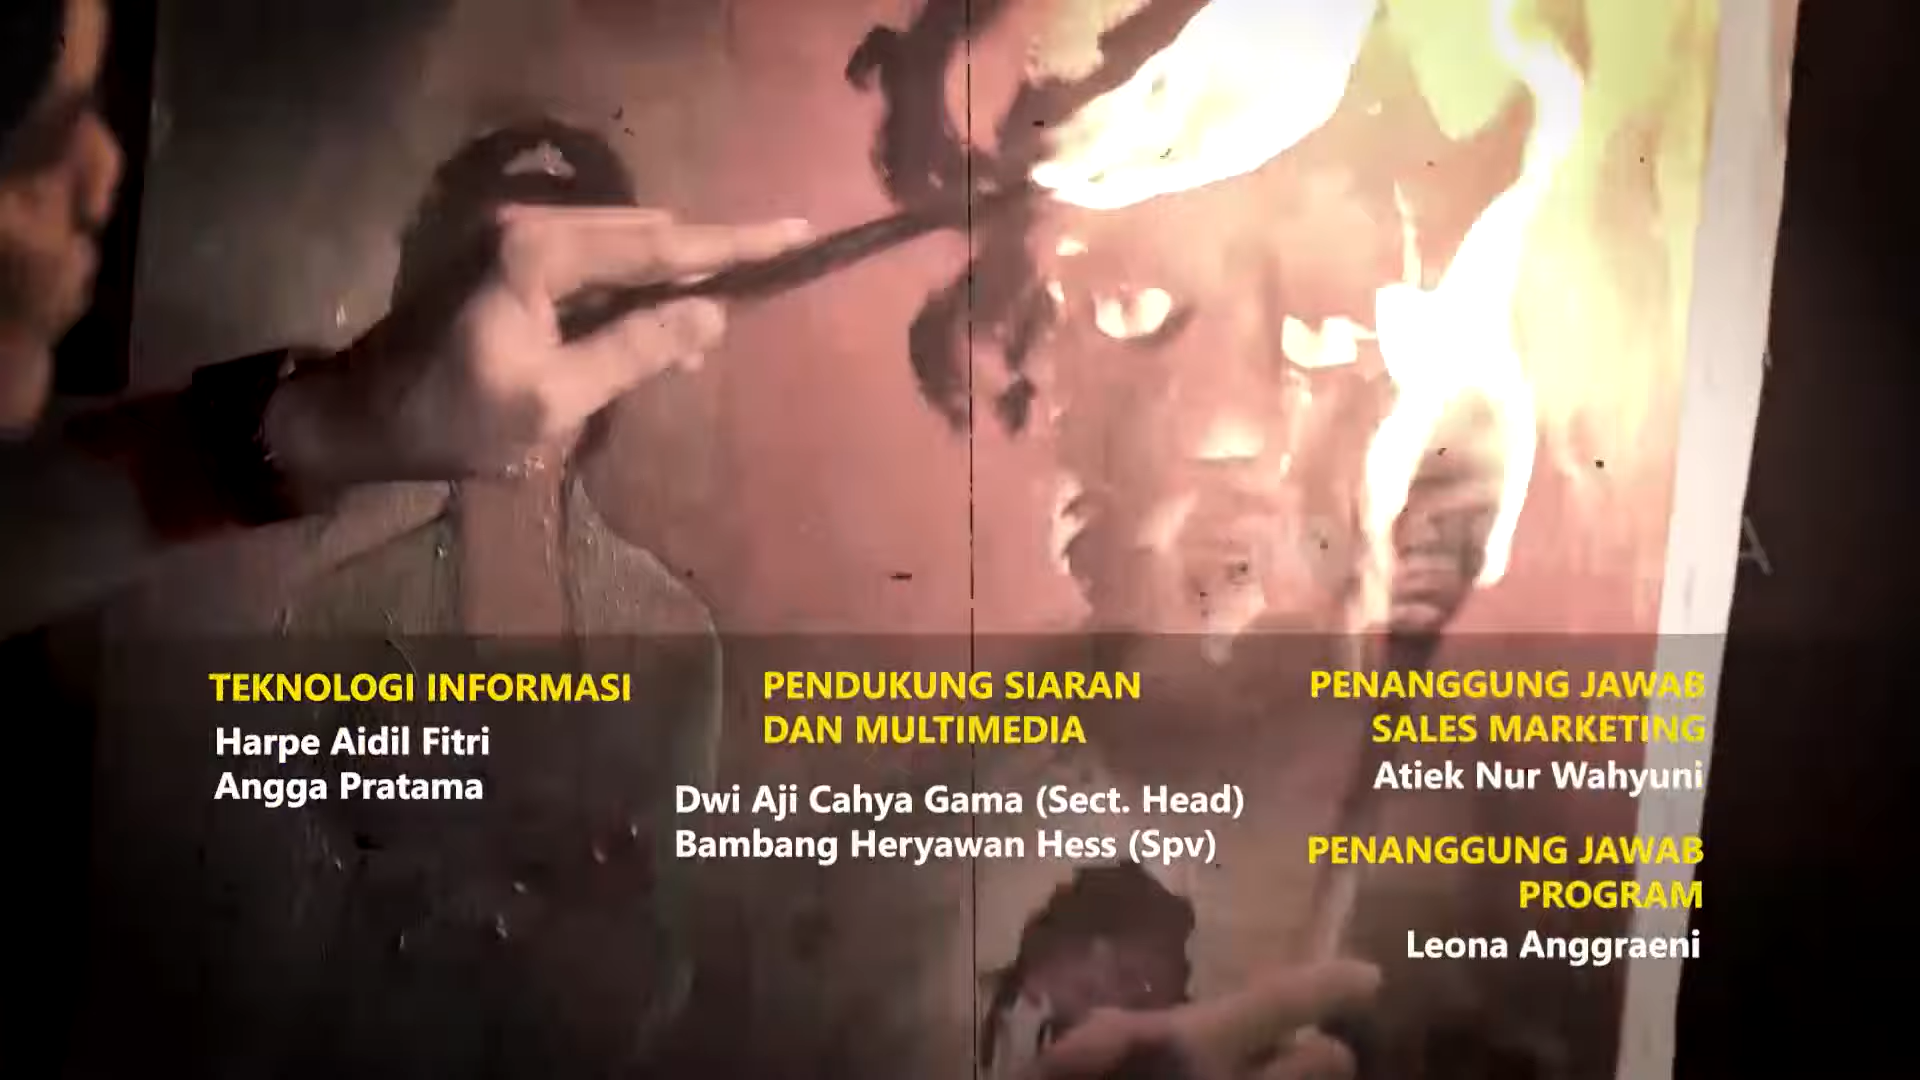 TEKNOLOGI INFORMASI
Harpe Aidil Fitri
Angga Pratama
PENDUKUNG SIARAN
DAN MULTIMEDIA
Dwi Aji Cahya Gama (Sect. Head)
Bambang Heryawan Hess (Spv)
PENANGGUNG JAWAB
SALES MARKETING
Atiek Nur Wahyuni
PENANGGUNG JAWAB
PROGRAM
Leona Anggraeni